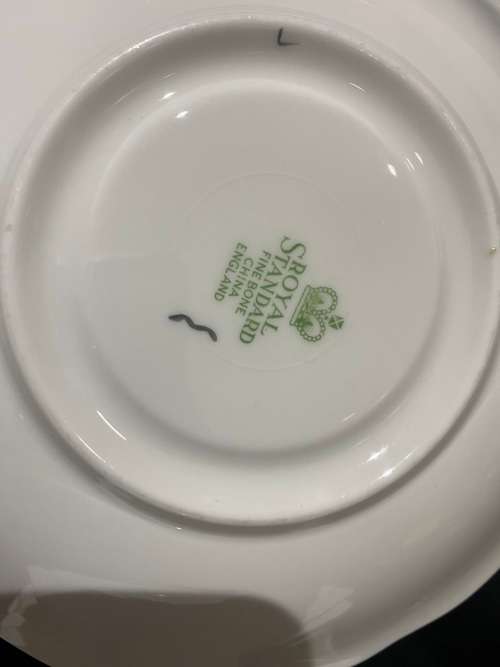 ROYAL
STANDARD
FINE BONE
CHINA
ENGLAND